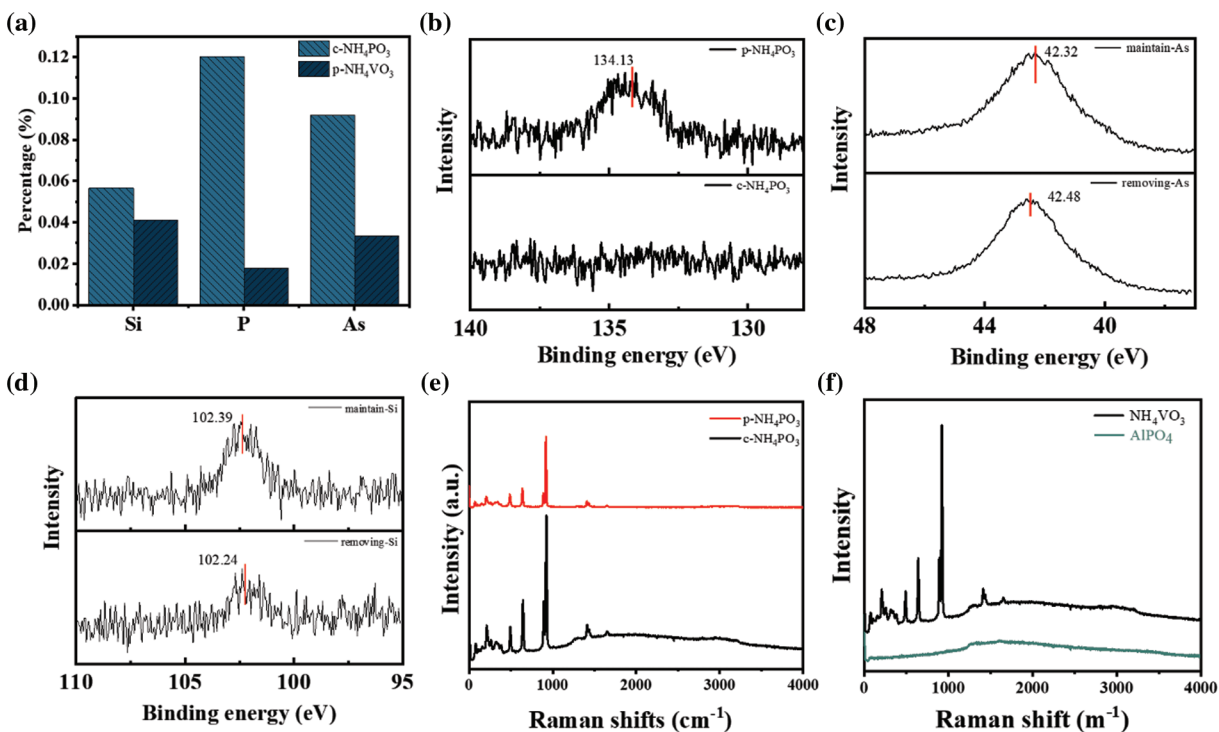 (a)
c-NH₄PO₃
p-NH₄VO₃
0.12
0.10
0.08
0.06
0.04
0.02
0.00
Percentage (%)
Si P As
(b)
p-NH₄PO₃
134.13
c-NH₄PO₃
Intensity
140 135 130
Binding energy (eV)
(c)
maintain-As
42.32
removing-As
42.48
Intensity
48 44 40
Binding energy (eV)
(d)
maintain-Si
102.39
removing-Si
102.24
Intensity
110 105 100 95
Binding energy (eV)
(e)
p-NH₄PO₃
c-NH₄PO₃
Intensity (a.u.)
0 1000 2000 3000 4000
Raman shifts (cm⁻¹)
(f)
NH₄VO₃
AlPO₄
Intensity
0 1000 2000 3000 4000
Raman shift (m⁻¹)